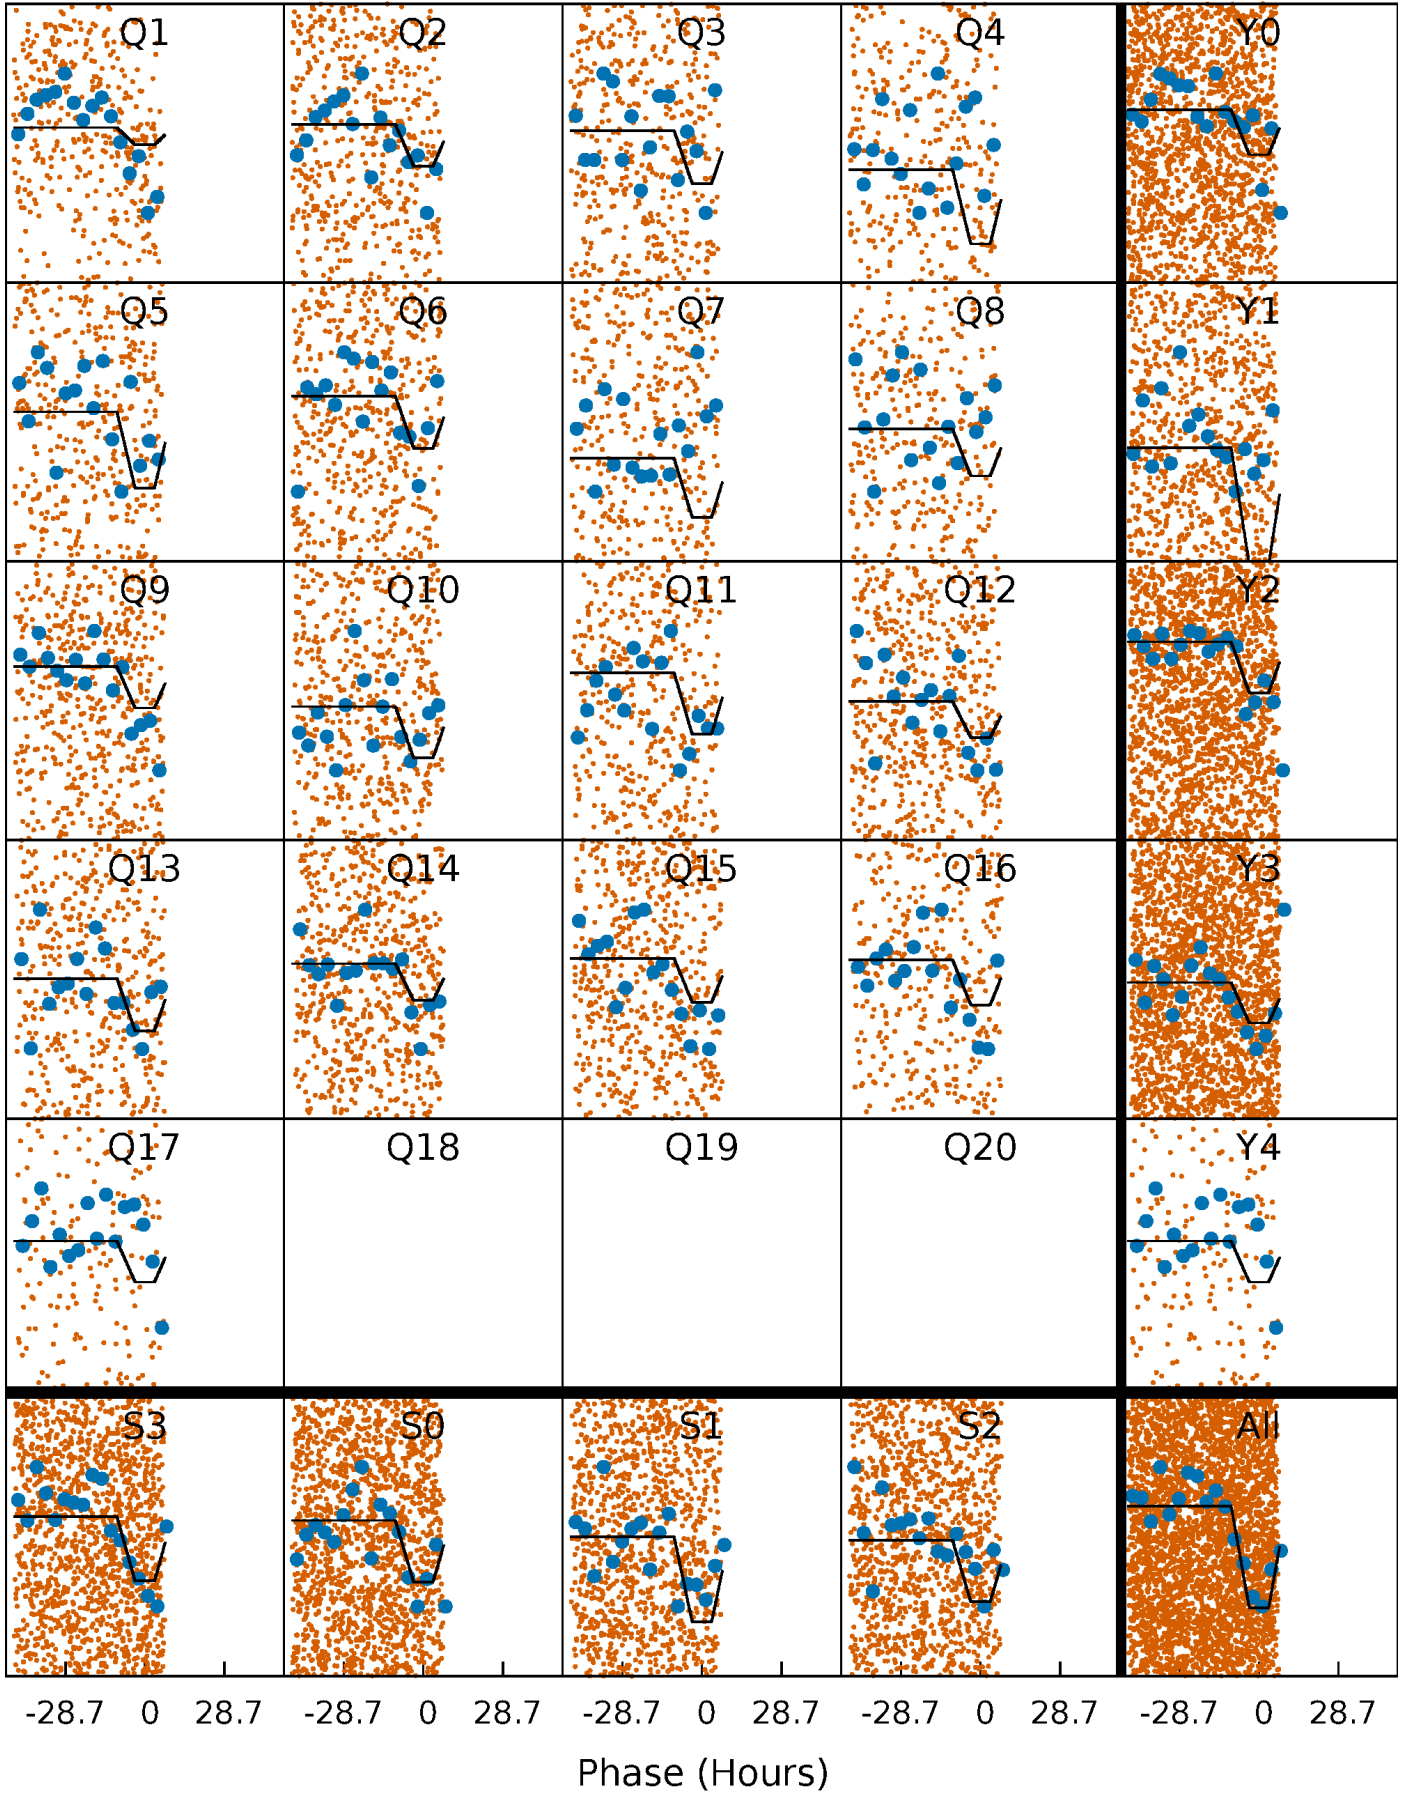 Q1 Q2 Q3 Q4 Y0
Q5 Q6 Q7 Q8 Y1
Q9 Q10 Q11 Q12 Y2
Q13 Q14 Q15 Q16 Y3
Q17 Q18 Q19 Q20 Y4
S3 S0 S1 S2 All
-28.7 0 28.7 -28.7 0 28.7 -28.7 0 28.7 -28.7 0 28.7 -28.7 0 28.7
Phase (Hours)